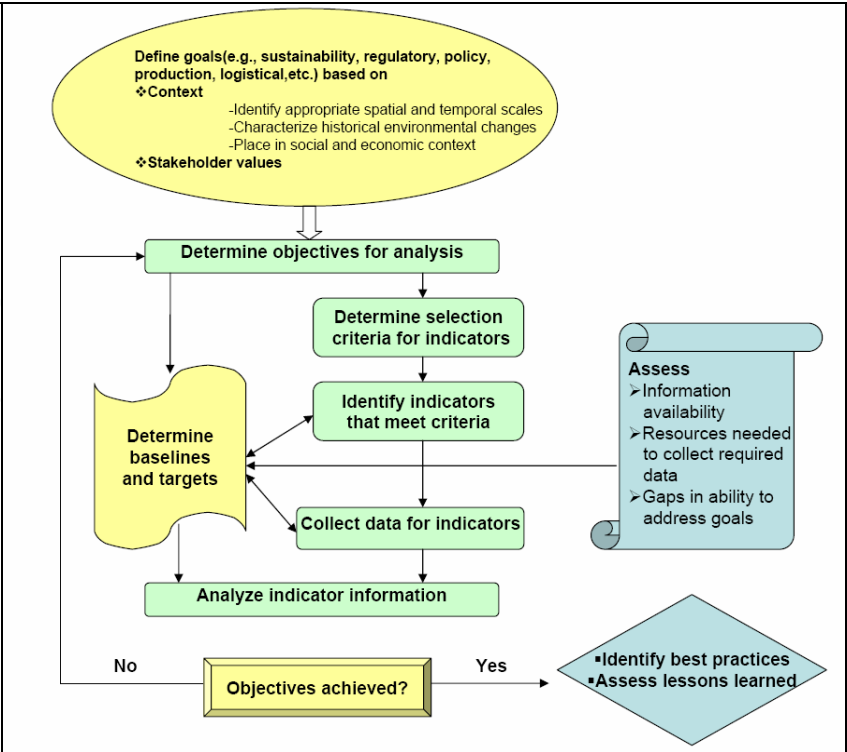 Define goals(e.g., sustainability, regulatory, policy,
production, logistical,etc.) based on
❖Context
-Identify appropriate spatial and temporal scales
-Characterize historical environmental changes
-Place in social and economic context
❖Stakeholder values
Determine objectives for analysis
Determine selection
criteria for indicators
Identify indicators
that meet criteria
Determine
baselines
and targets
Assess
➢Information
availability
➢Resources needed
to collect required
data
➢Gaps in ability to
address goals
Collect data for indicators
Analyze indicator information
No
Objectives achieved?
Yes
▪Identify best practices
▪Assess lessons learned